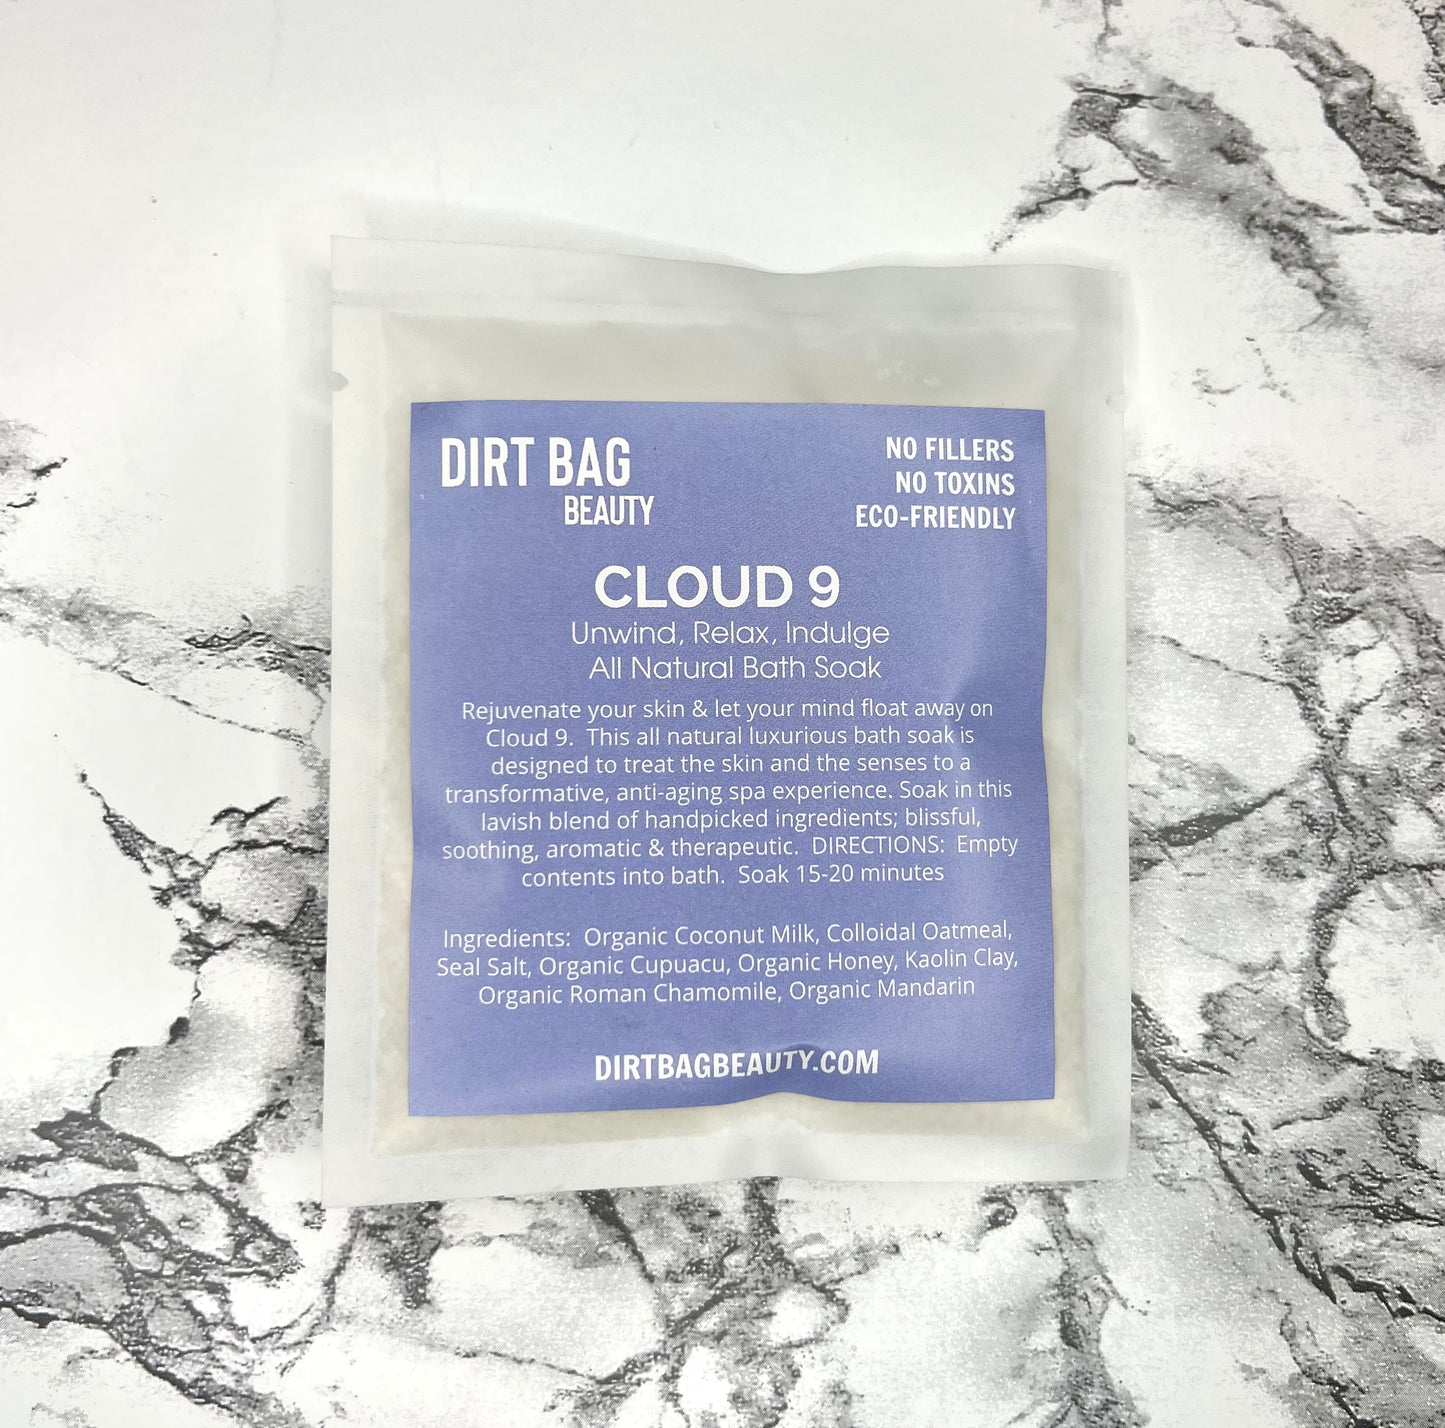 DIRT BAG
BEAUTY
NO FILLERS
NO TOXINS
ECO-FRIENDLY
CLOUD 9
Unwind, Relax, Indulge
All Natural Bath Soak
Rejuvenate your skin & let your mind float away on
Cloud 9.  This all natural luxurious bath soak is
designed to treat the skin and the senses to a
transformative, anti-aging spa experience. Soak in this
lavish blend of handpicked ingredients; blissful,
soothing, aromatic & therapeutic.  DIRECTIONS:  Empty
contents into bath.  Soak 15-20 minutes
Ingredients:  Organic Coconut Milk, Colloidal Oatmeal,
Seal Salt, Organic Cupuacu, Organic Honey, Kaolin Clay,
Organic Roman Chamomile, Organic Mandarin
DIRTBAGBEAUTY.COM